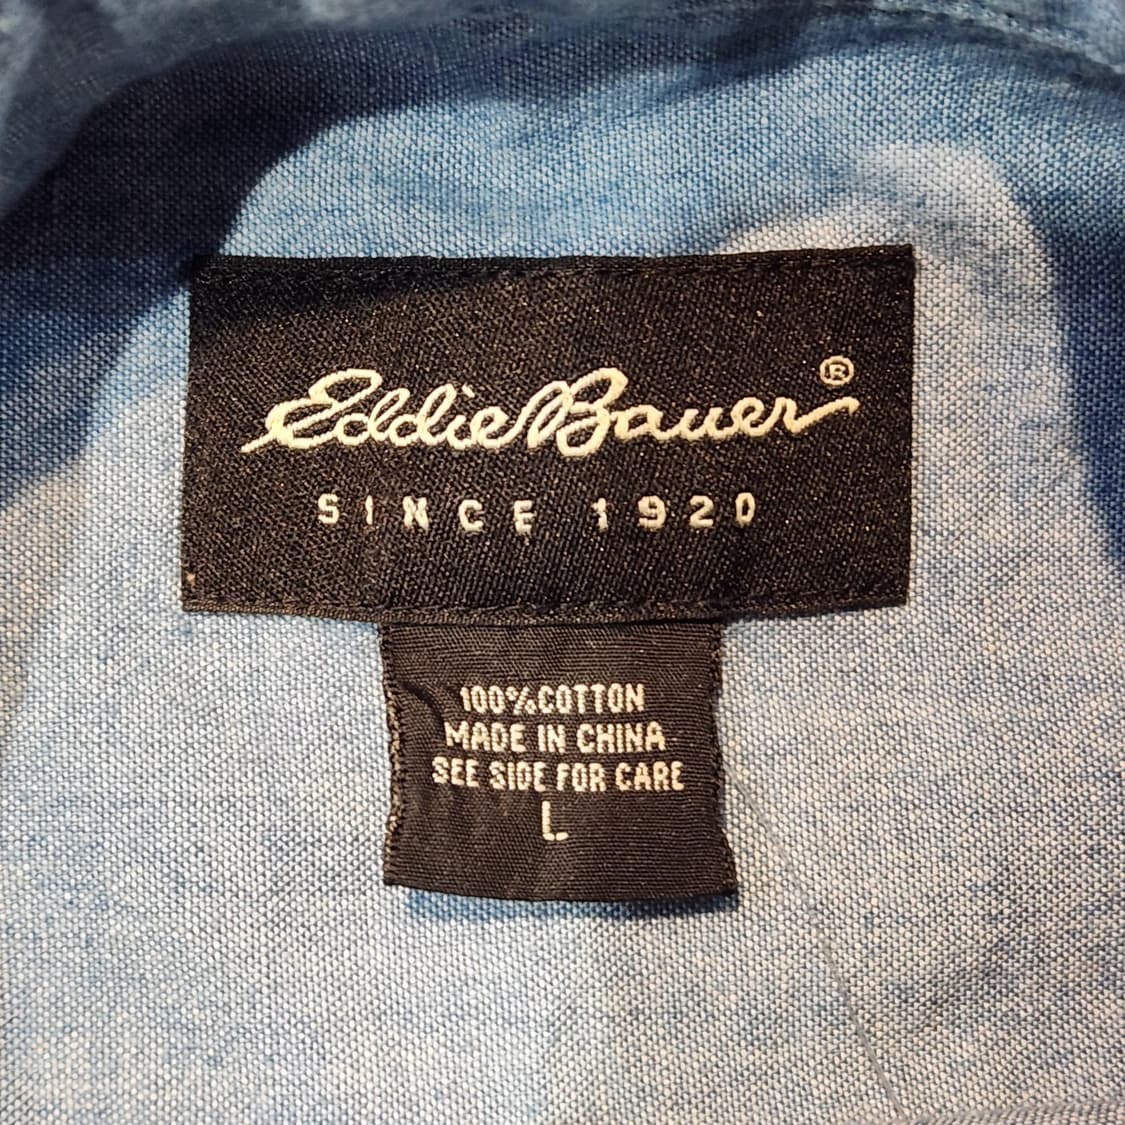 Eddie Bauer®
SINCE 1920
100%COTTON
MADE IN CHINA
SEE SIDE FOR CARE
L